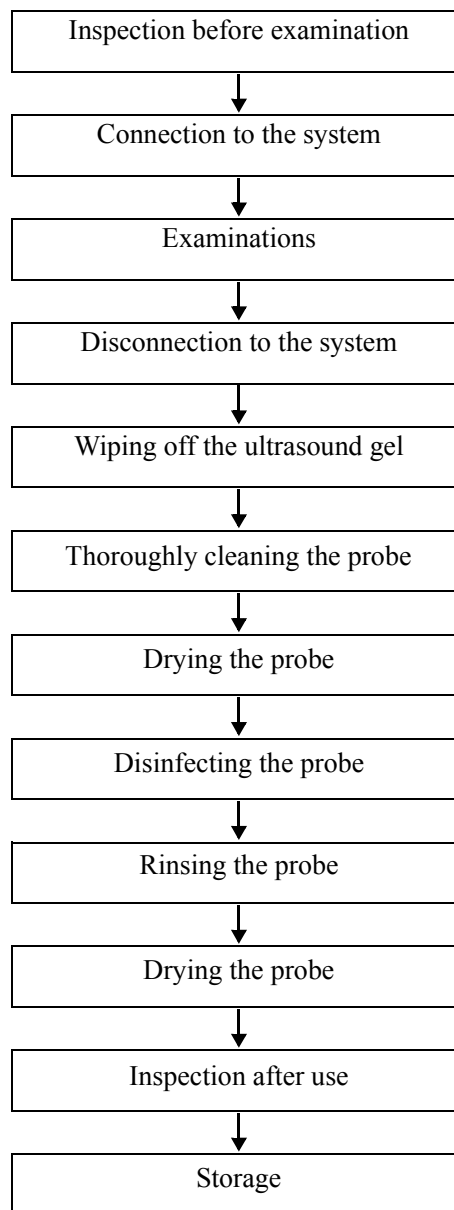 Inspection before examination
Connection to the system
Examinations
Disconnection to the system
Wiping off the ultrasound gel
Thoroughly cleaning the probe
Drying the probe
Disinfecting the probe
Rinsing the probe
Drying the probe
Inspection after use
Storage